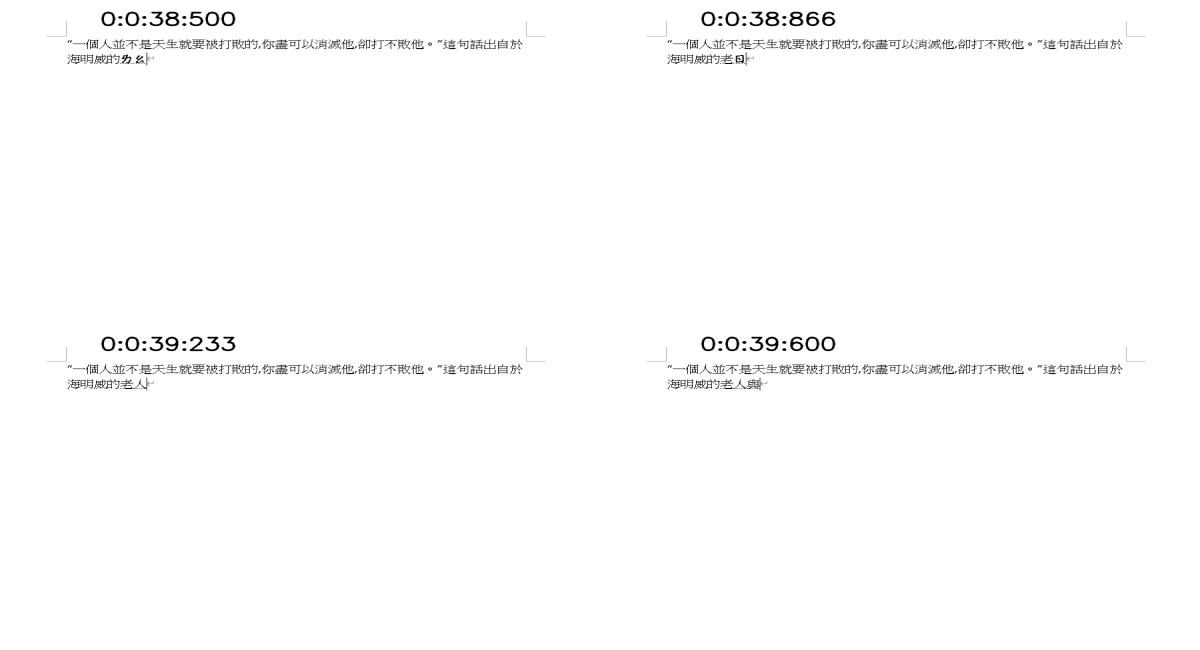 0:0:38:500
“一個人並不是天生就要被打敗的,你盡可以消滅他,卻打不敗他。”這句話出自於
海明威的ㄌㄠ
0:0:38:866
“一個人並不是天生就要被打敗的,你盡可以消滅他,卻打不敗他。”這句話出自於
海明威的老ㄖ
0:0:39:233
“一個人並不是天生就要被打敗的,你盡可以消滅他,卻打不敗他。”這句話出自於
海明威的老人
0:0:39:600
“一個人並不是天生就要被打敗的,你盡可以消滅他,卻打不敗他。”這句話出自於
海明威的老人與